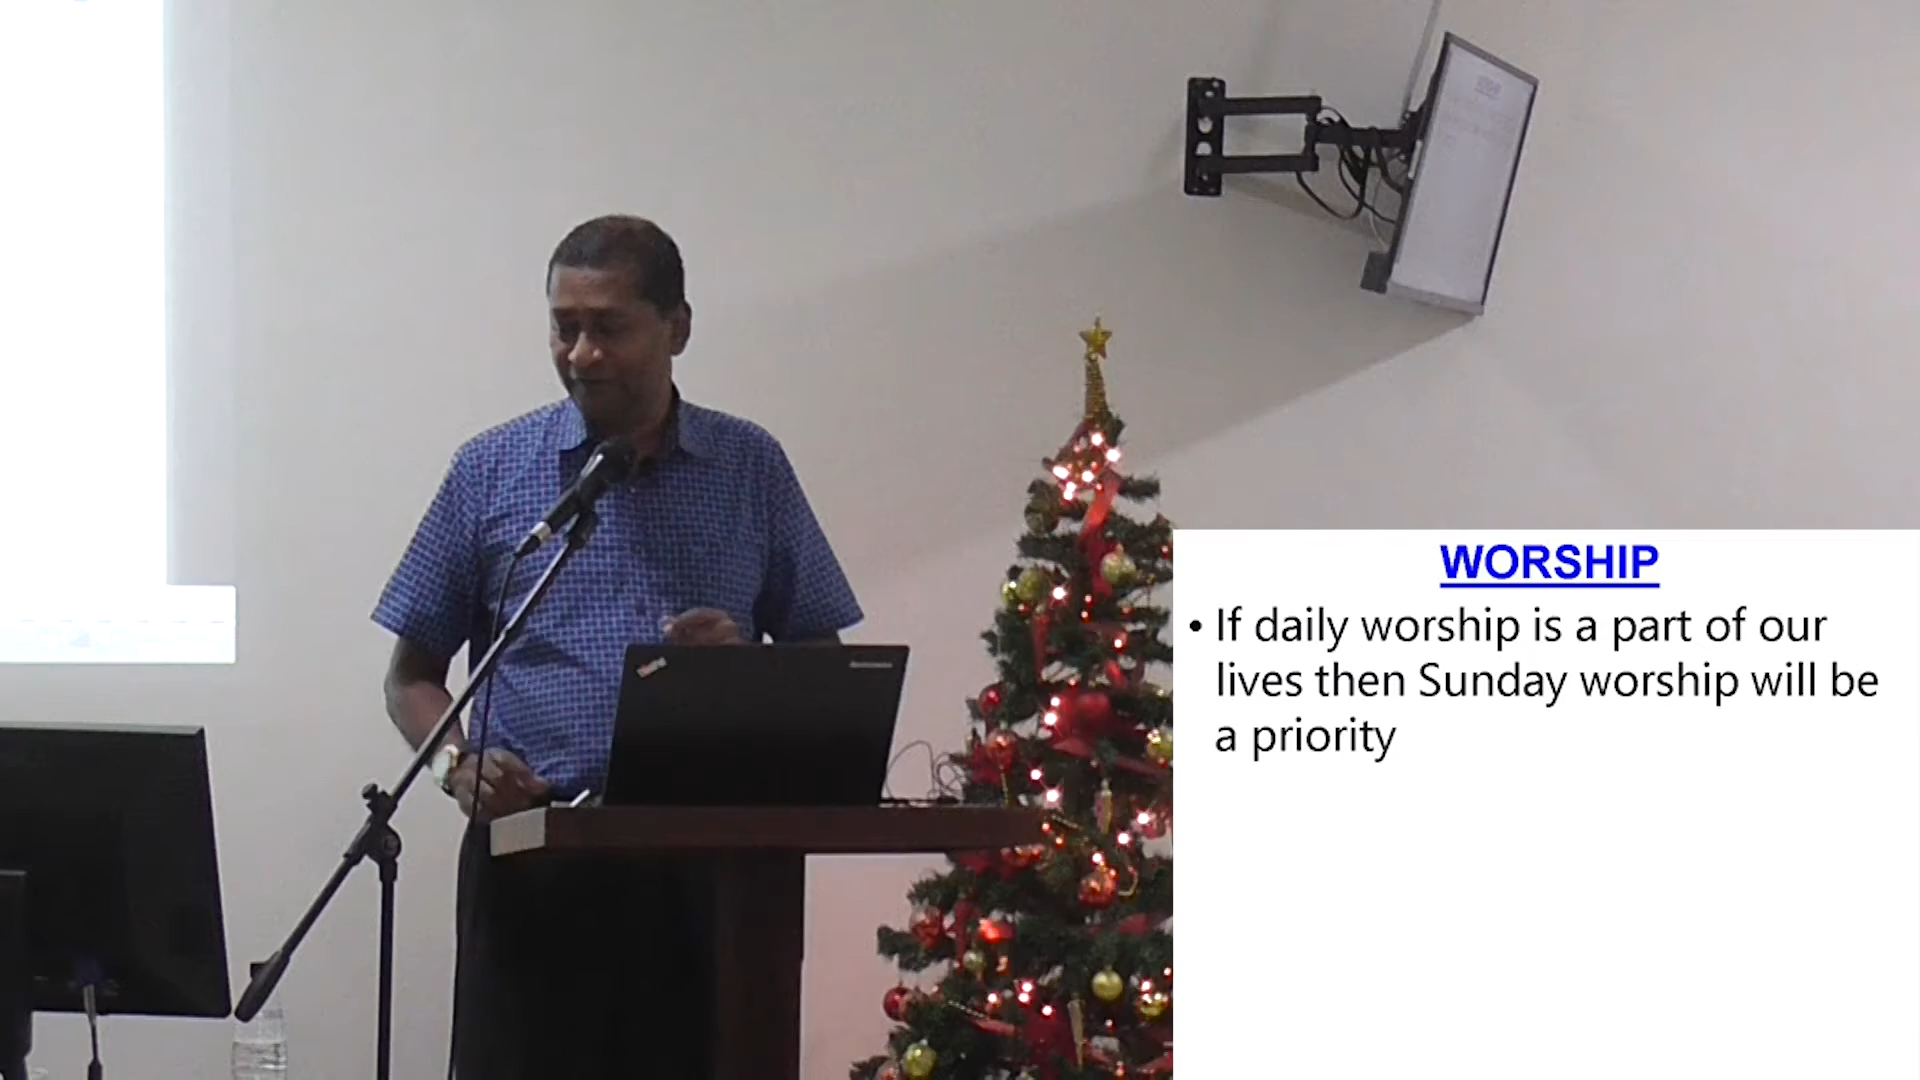 WORSHIP
• If daily worship is a part of our
lives then Sunday worship will be
a priority